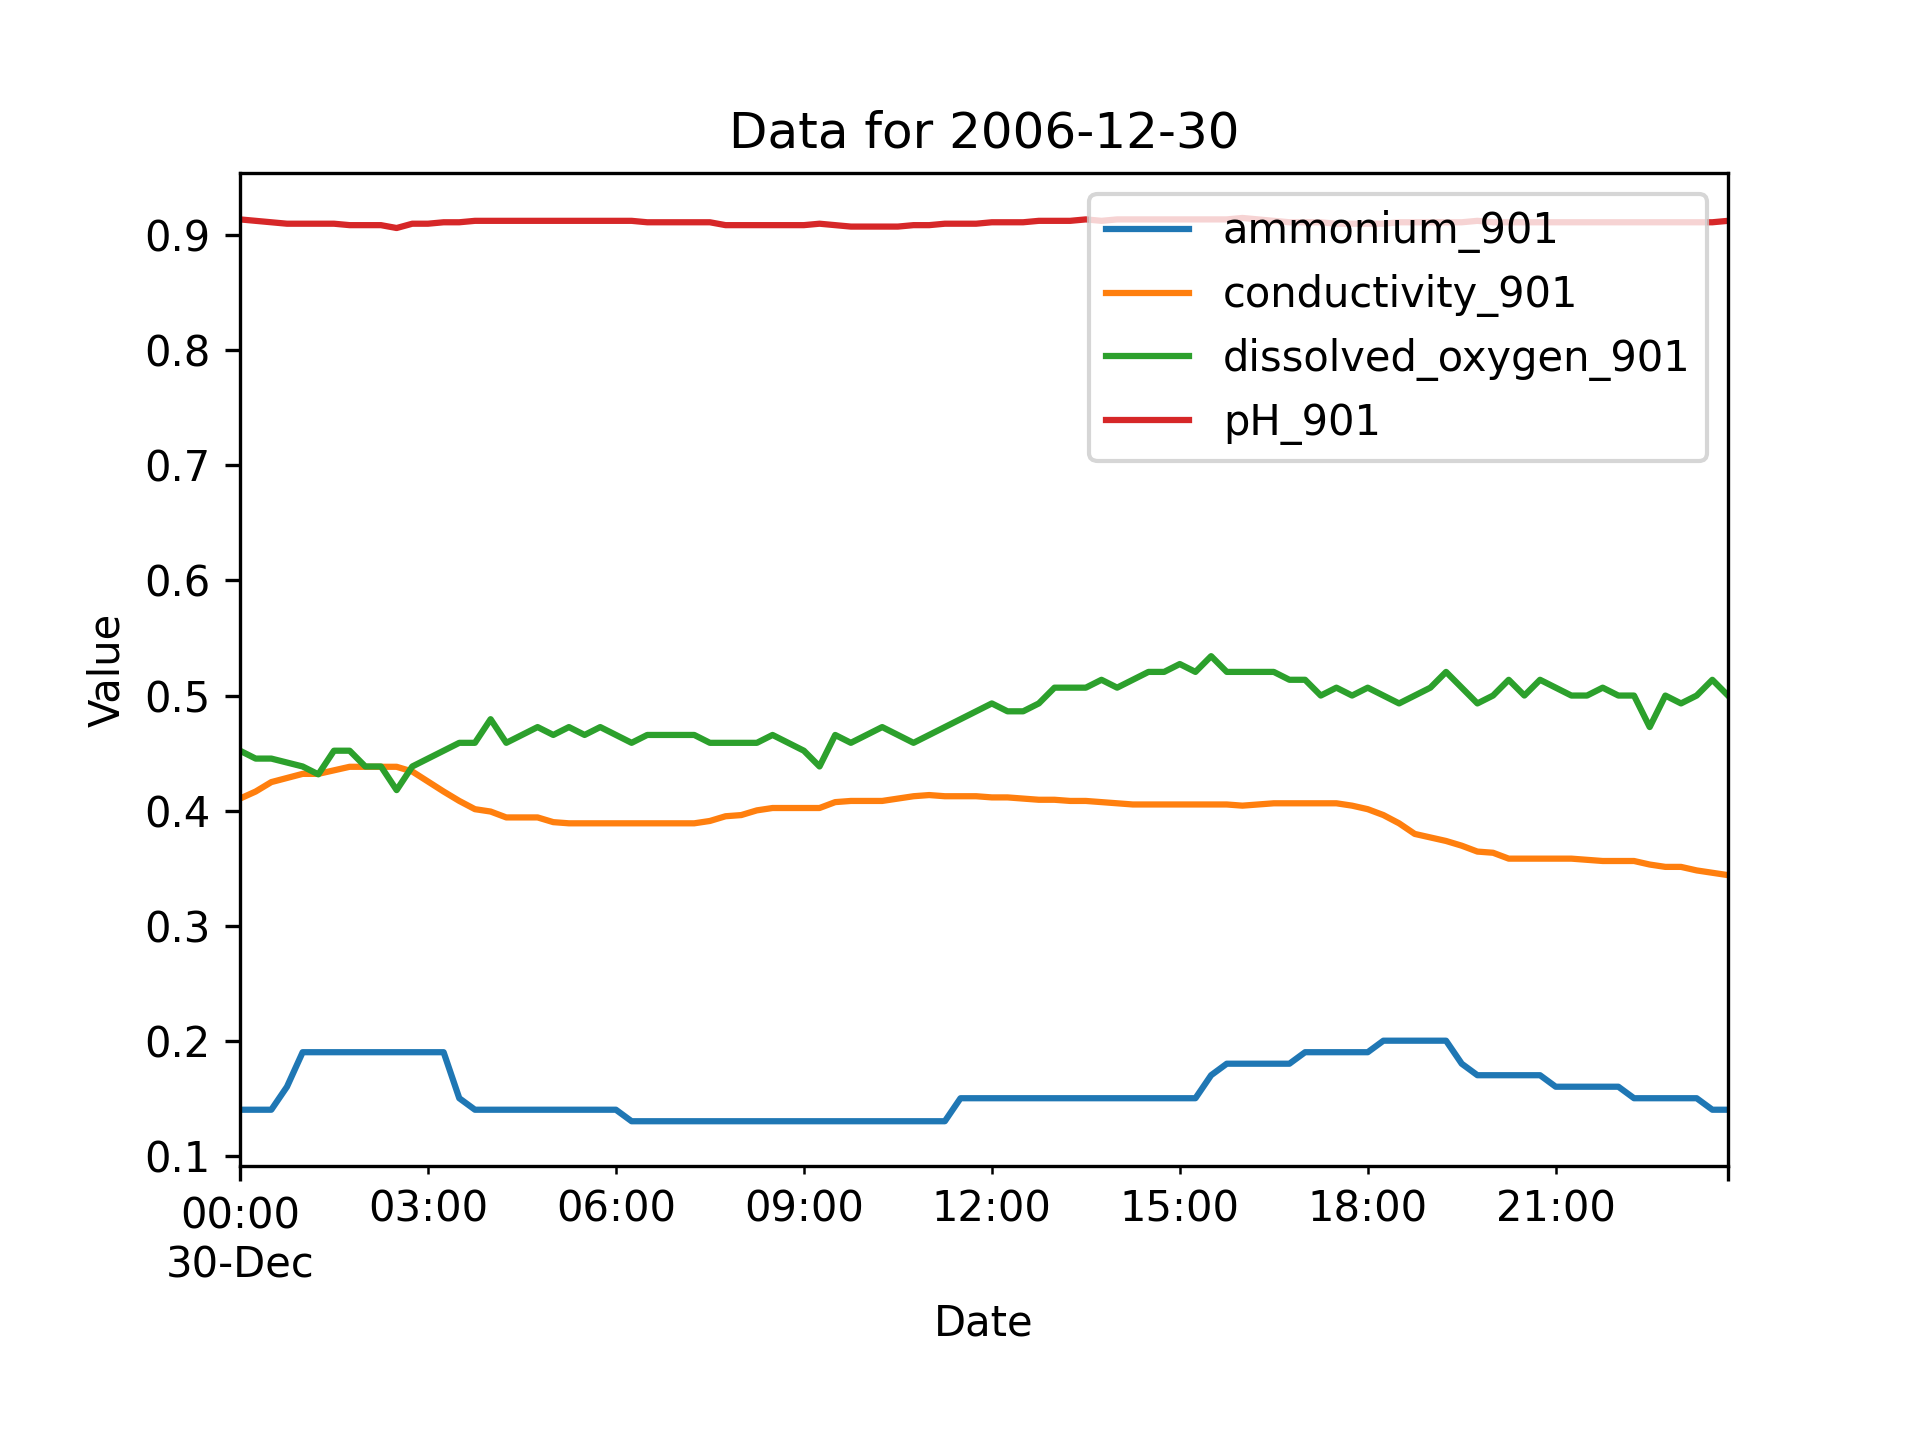 Data for 2006-12-30
ammonium_901
conductivity_901
dissolved_oxygen_901
pH_901
Value
0.9
0.8
0.7
0.6
0.5
0.4
0.3
0.2
0.1
00:00 03:00 06:00 09:00 12:00 15:00 18:00 21:00
30-Dec
Date